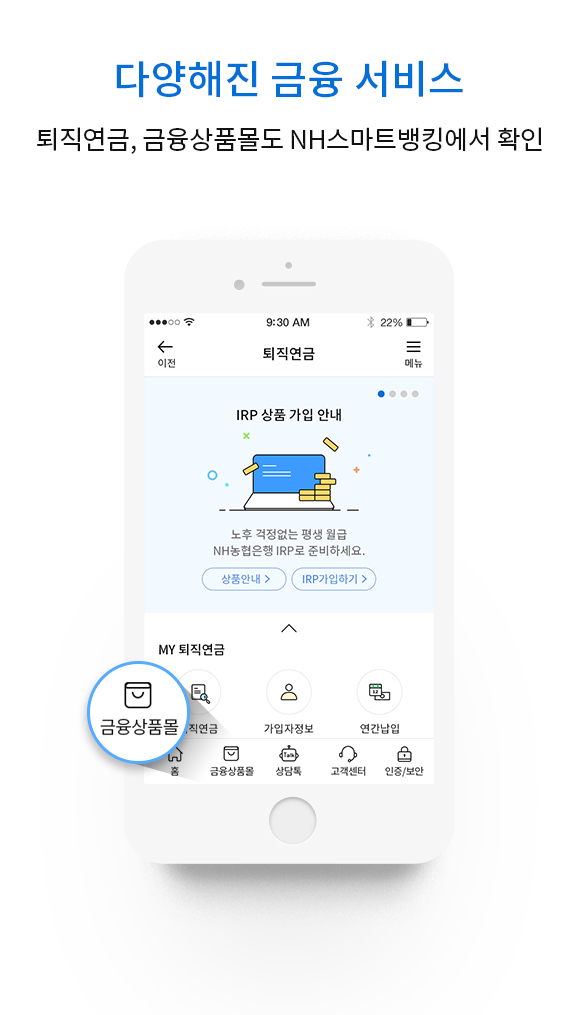 다양해진 금융 서비스
퇴직연금, 금융상품몰도 NH스마트뱅킹에서 확인
9:30 AM
22%
이전
퇴직연금
메뉴
IRP 상품 가입 안내
노후 걱정없는 평생 월급
NH농협은행 IRP로 준비하세요.
상품안내 >
IRP가입하기 >
MY 퇴직연금
금융상품몰
직연금
가입자정보
12
연간납입
홈
금융상품몰
Talk
상담톡
고객센터
인증/보안